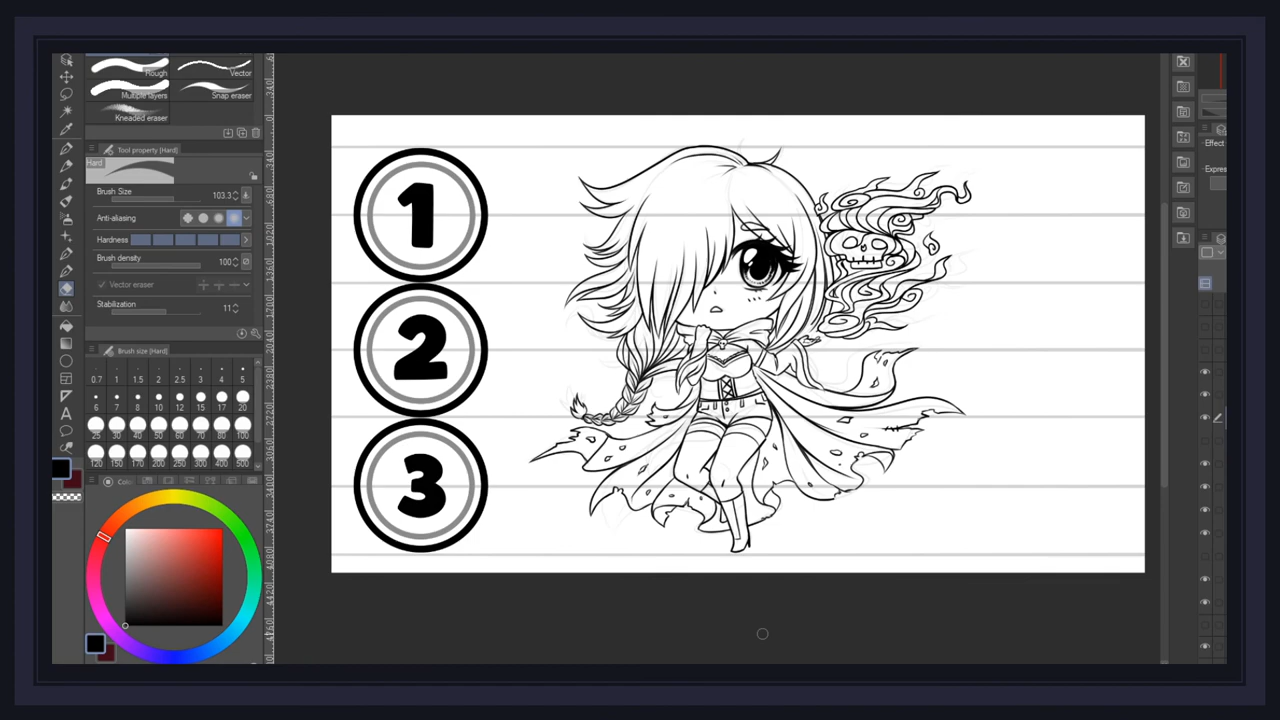 Rough Vector
Multiple layers Snap eraser
Kneaded eraser
Tool property [Hard]
Hard
Brush Size 103.3
Anti-aliasing
Hardness
Brush density 100
Vector eraser
Stabilization 11
Brush size [Hard]
0.7 1 1.5 2 2.5 3 4 5
6 7 8 10 12 15 17 20
25 30 40 50 60 70 80 100
120 150 170 200 250 300 400 500
1
2
3
Effect
Expres